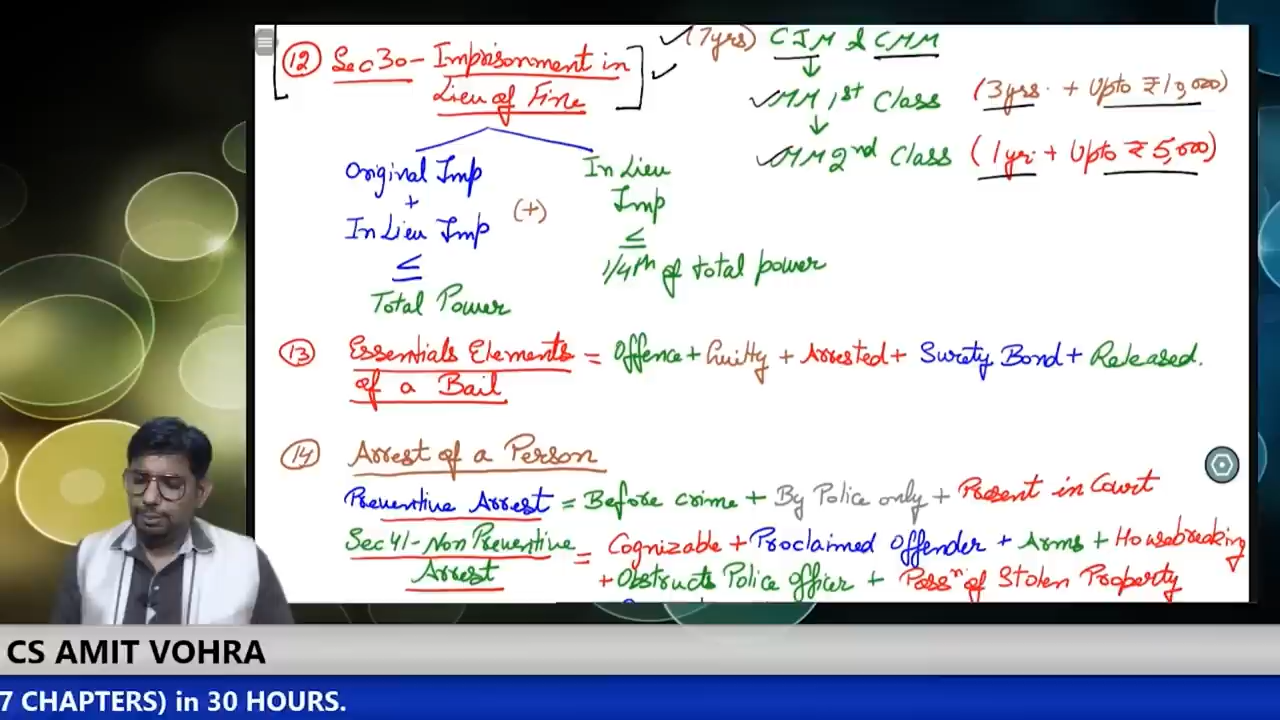 (12) Sec 30 - Imprisonment in
Lieu of Fine
(7yrs) CJM & CMM
MM 1st Class (3yrs. + Upto ₹10,000)
MM 2nd Class (1yr. + Upto ₹5,000)
Original Imp
+
In Lieu Imp
≤
Total Power
(+)
In Lieu
Imp
≤
1/4th of total power
(13) Essentials Elements = Offence + Guilty + Arrested + Surety Bond + Released.
of a Bail
(14) Arrest of a Person
Preventive Arrest = Before crime + By Police only + Present in Court
Sec 41 - Non Preventive = Cognizable + Proclaimed Offender + Arms + Housebreaking
Arrest + Obstructs Police officer + Possn of Stolen Property
CS AMIT VOHRA
7 CHAPTERS) in 30 HOURS.